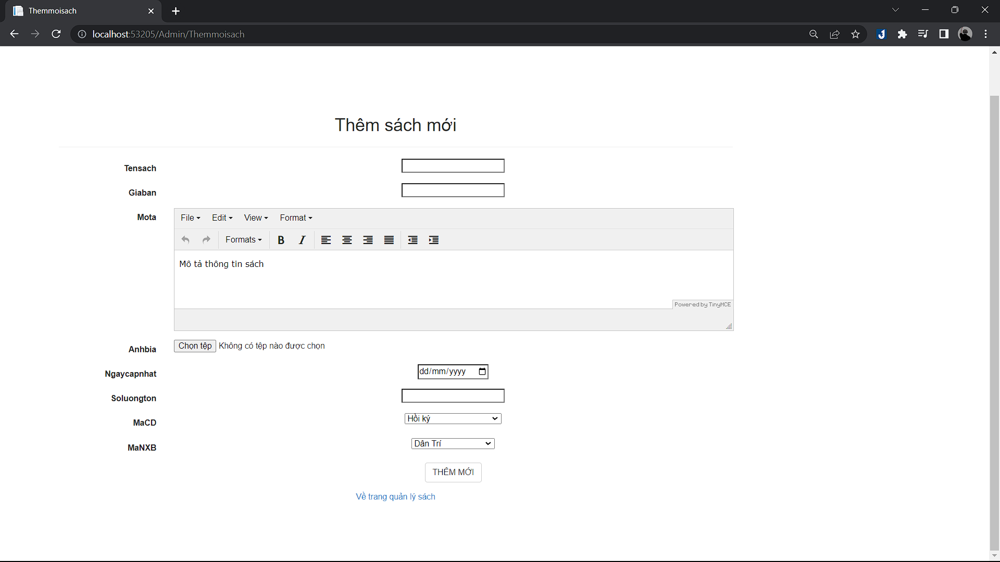 Themmoisach
localhost:53205/Admin/Themmoisach
Thêm sách mới
Tensach
Giaban
Mota
File Edit View Format
Formats B I
Mô tả thông tin sách
Powered by TinyMCE
Anhbia Chọn tệp Không có tệp nào được chọn
Ngaycapnhat dd/mm/yyyy
Soluongton
MaCD Hồi ký
MaNXB Dân Trí
THÊM MỚI
Về trang quản lý sách